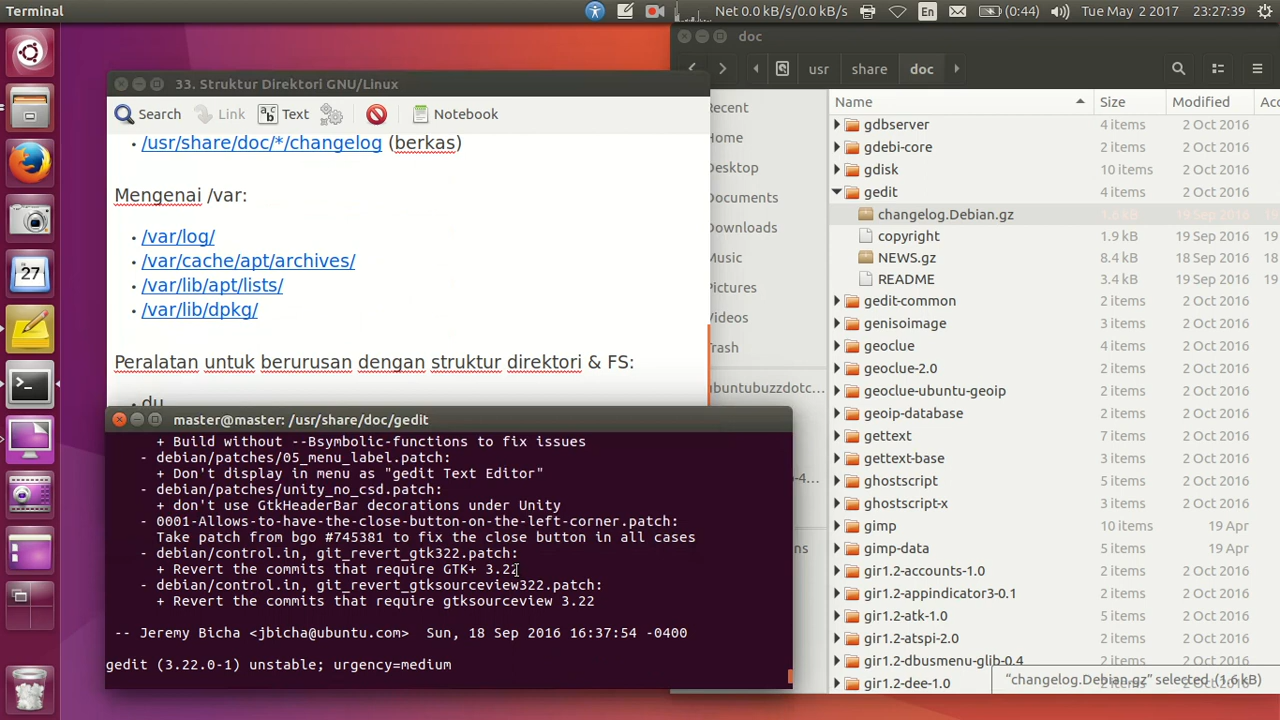 Terminal
Net 0.0 kB/s/0.0 kB/s
En
(0:44)
Tue May 2 2017
23:27:39
27
33. Struktur Direktori GNU/Linux
Search
Link
Text
Notebook
/usr/share/doc/*/changelog (berkas)
Mengenai /var:
• /var/log/
• /var/cache/apt/archives/
• /var/lib/apt/lists/
• /var/lib/dpkg/
Peralatan untuk berurusan dengan struktur direktori & FS:
• du
master@master: /usr/share/doc/gedit
+ Build without --Bsymbolic-functions to fix issues
- debian/patches/05_menu_label.patch:
+ Don't display in menu as "gedit Text Editor"
- debian/patches/unity_no_csd.patch:
+ don't use GtkHeaderBar decorations under Unity
- 0001-Allows-to-have-the-close-button-on-the-left-corner.patch:
Take patch from bgo #745381 to fix the close button in all cases
- debian/control.in, git_revert_gtk322.patch:
+ Revert the commits that require GTK+ 3.22
- debian/control.in, git_revert_gtksourceview322.patch:
+ Revert the commits that require gtksourceview 3.22
-- Jeremy Bicha <jbicha@ubuntu.com>  Sun, 18 Sep 2016 16:37:54 -0400
gedit (3.22.0-1) unstable; urgency=medium
doc
usr
share
doc
Recent
Home
Desktop
Documents
Downloads
Music
Pictures
Videos
Trash
ubuntubuzzdotc...
Name Size Modified
gdbserver 4 items 2 Oct 2016
gdebi-core 2 items 2 Oct 2016
gdisk 10 items 2 Oct 2016
gedit 4 items 2 Oct 2016
changelog.Debian.gz 1.6 kB 19 Sep 2016
copyright 1.9 kB 19 Sep 2016
NEWS.gz 8.4 kB 18 Sep 2016
README 3.4 kB 19 Sep 2016
gedit-common 2 items 2 Oct 2016
genisoimage 3 items 2 Oct 2016
geoclue 4 items 2 Oct 2016
geoclue-2.0 2 items 2 Oct 2016
geoclue-ubuntu-geoip 2 items 2 Oct 2016
geoip-database 2 items 2 Oct 2016
gettext 7 items 2 Oct 2016
gettext-base 2 items 2 Oct 2016
ghostscript 4 items 2 Oct 2016
ghostscript-x 2 items 2 Oct 2016
gimp 10 items 19 Apr
gimp-data 2 items 19 Apr
gir1.2-accounts-1.0 2 items 2 Oct 2016
gir1.2-appindicator3-0.1 2 items 2 Oct 2016
gir1.2-atk-1.0 2 items 2 Oct 2016
gir1.2-atspi-2.0 2 items 2 Oct 2016
gir1.2-dbusmenu-glib-0.4 2 items 2 Oct 2016
gir1.2-dee-1.0
"changelog.Debian.gz" selected (1.6 kB)